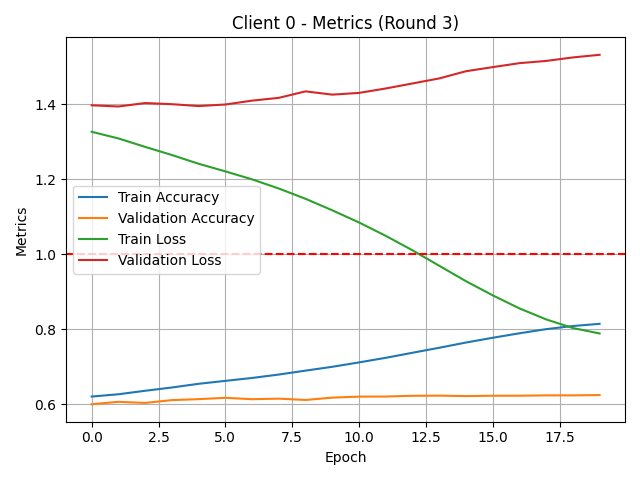 Client 0 - Metrics (Round 3)
Metrics
1.4
1.2
1.0
0.8
0.6
Train Accuracy
Validation Accuracy
Train Loss
Validation Loss
0.0 2.5 5.0 7.5 10.0 12.5 15.0 17.5
Epoch